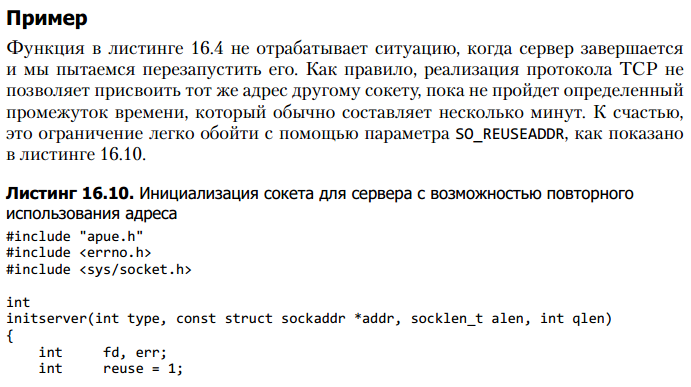 Пример
Функция в листинге 16.4 не отрабатывает ситуацию, когда сервер завершается
и мы пытаемся перезапустить его. Как правило, реализация протокола TCP не
позволяет присвоить тот же адрес другому сокету, пока не пройдет определенный
промежуток времени, который обычно составляет несколько минут. К счастью,
это ограничение легко обойти с помощью параметра SO_REUSEADDR, как показано
в листинге 16.10.
Листинг 16.10. Инициализация сокета для сервера с возможностью повторного
использования адреса
#include "apue.h"
#include <errno.h>
#include <sys/socket.h>
int
initserver(int type, const struct sockaddr *addr, socklen_t alen, int qlen)
{
    int     fd, err;
    int     reuse = 1;